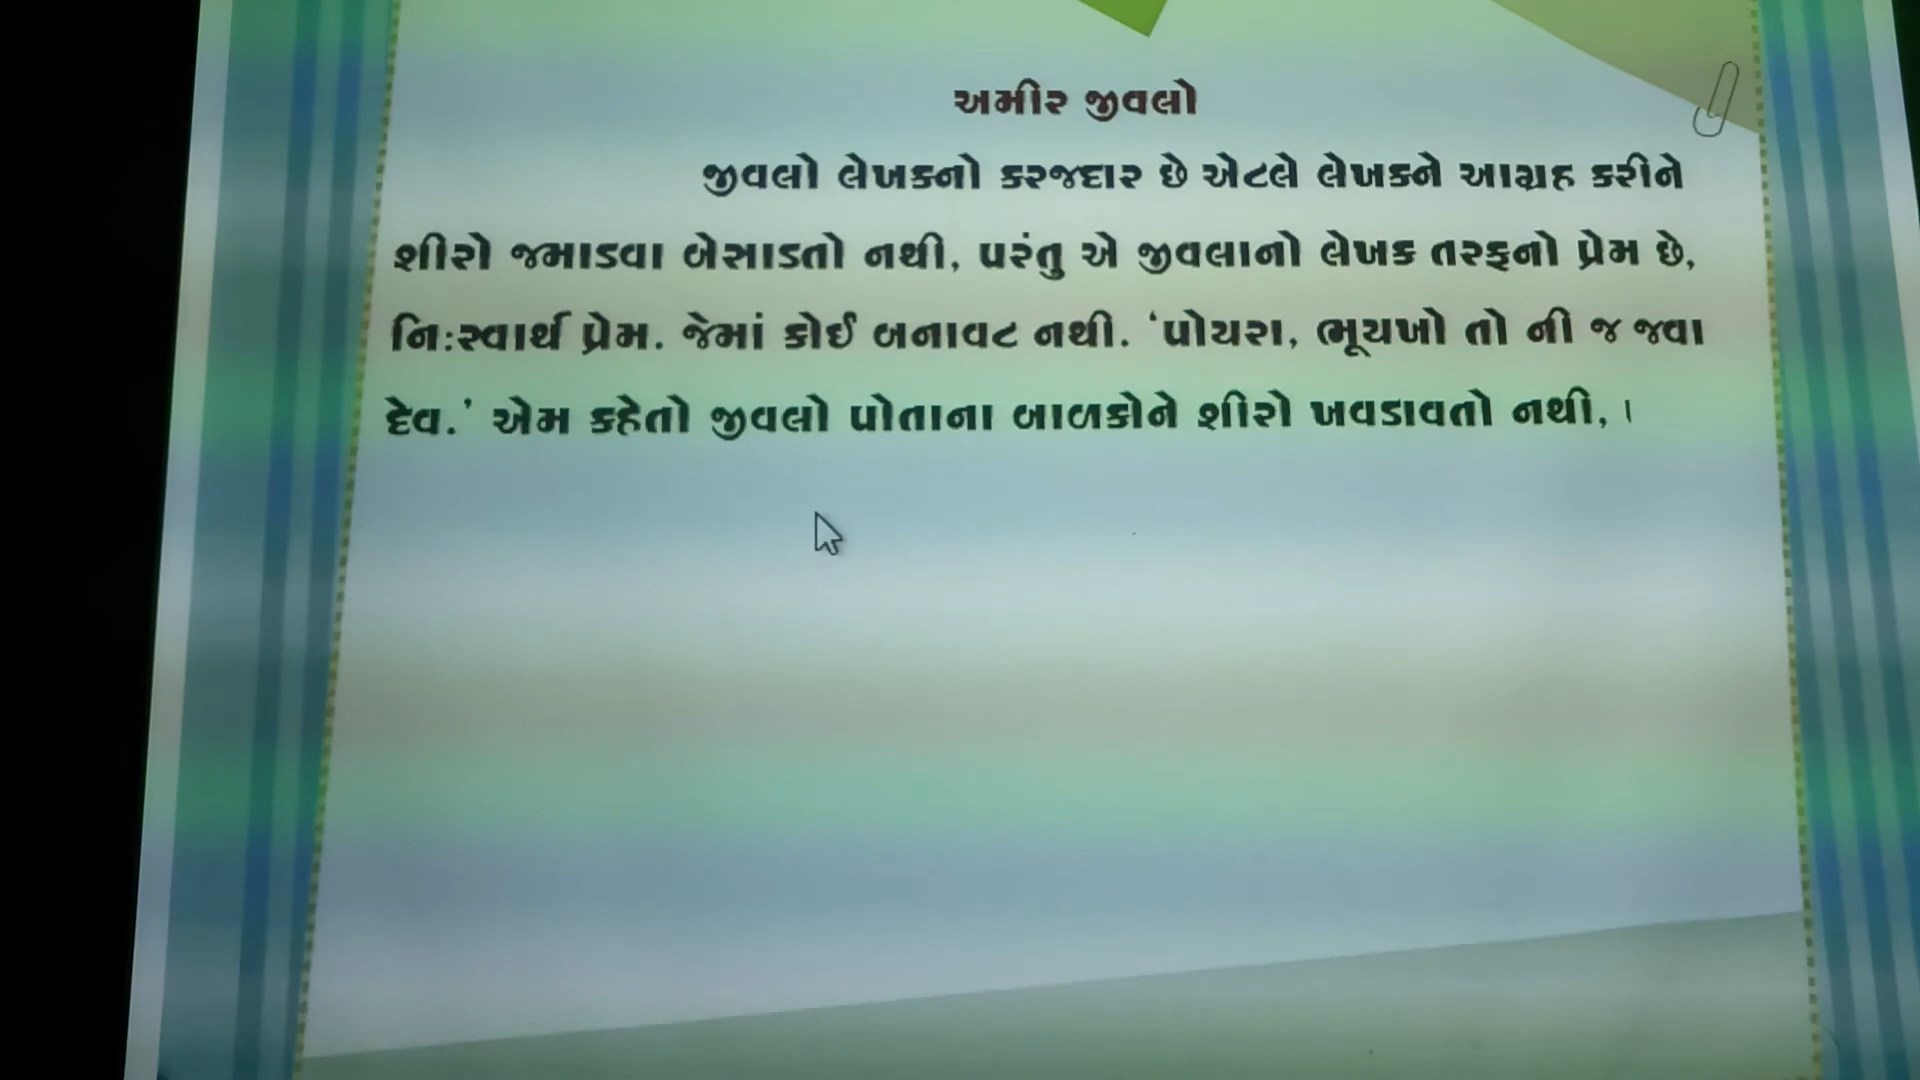 અમીર જીવલો
જીવલો લેખકનો કરજદાર છે એટલે લેખકને આગ્રહ કરીને
શીરો જમાડવા બેસાડતો નથી, પરંતુ એ જીવલાનો લેખક તરફનો પ્રેમ છે,
નિ:સ્વાર્થ પ્રેમ. જેમાં કોઈ બનાવટ નથી. ‘પોયરા, ભૂયખો તો ની જ જવા
દેવ.’ એમ કહેતો જીવલો પોતાના બાળકોને શીરો ખવડાવતો નથી, ।